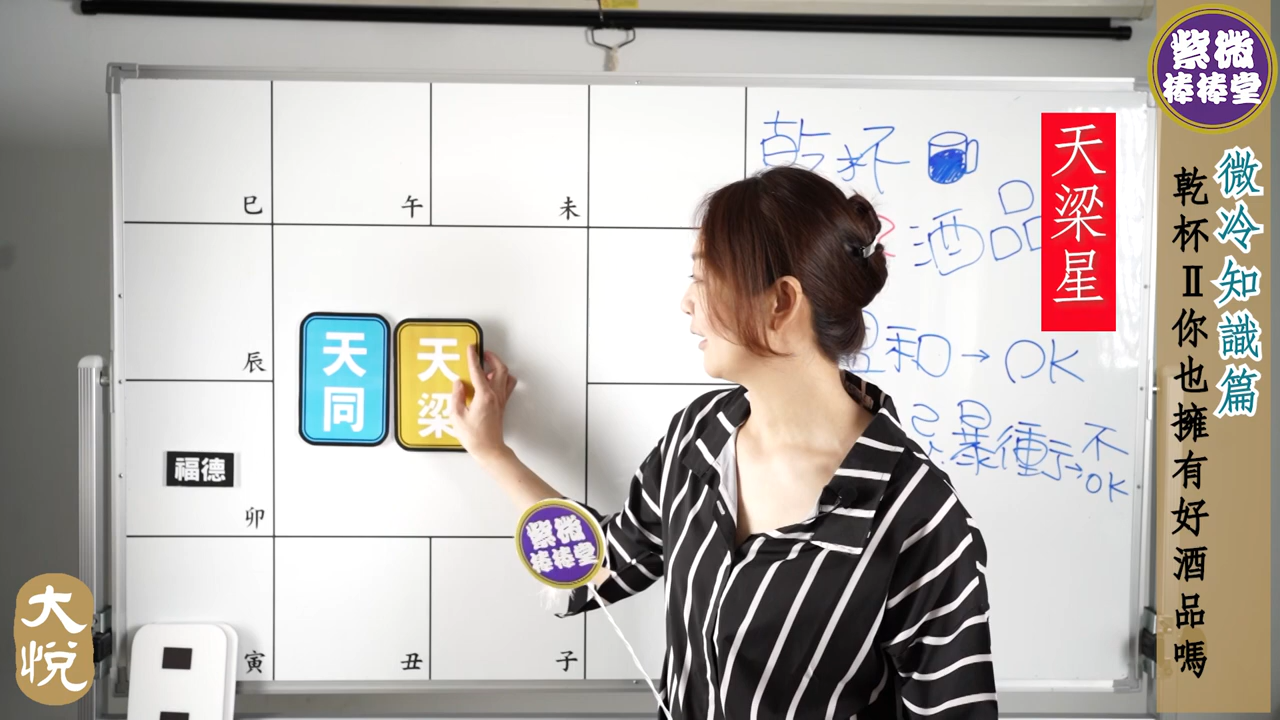 紫微
棒棒堂
微冷知識篇
乾杯Ⅱ你也擁有好酒品嗎
天梁星
乾杯
酒品
溫和→OK
暴衝→不OK
巳
午
未
辰
天同
天梁
福德
卯
紫微
棒棒堂
寅
丑
子
大悅